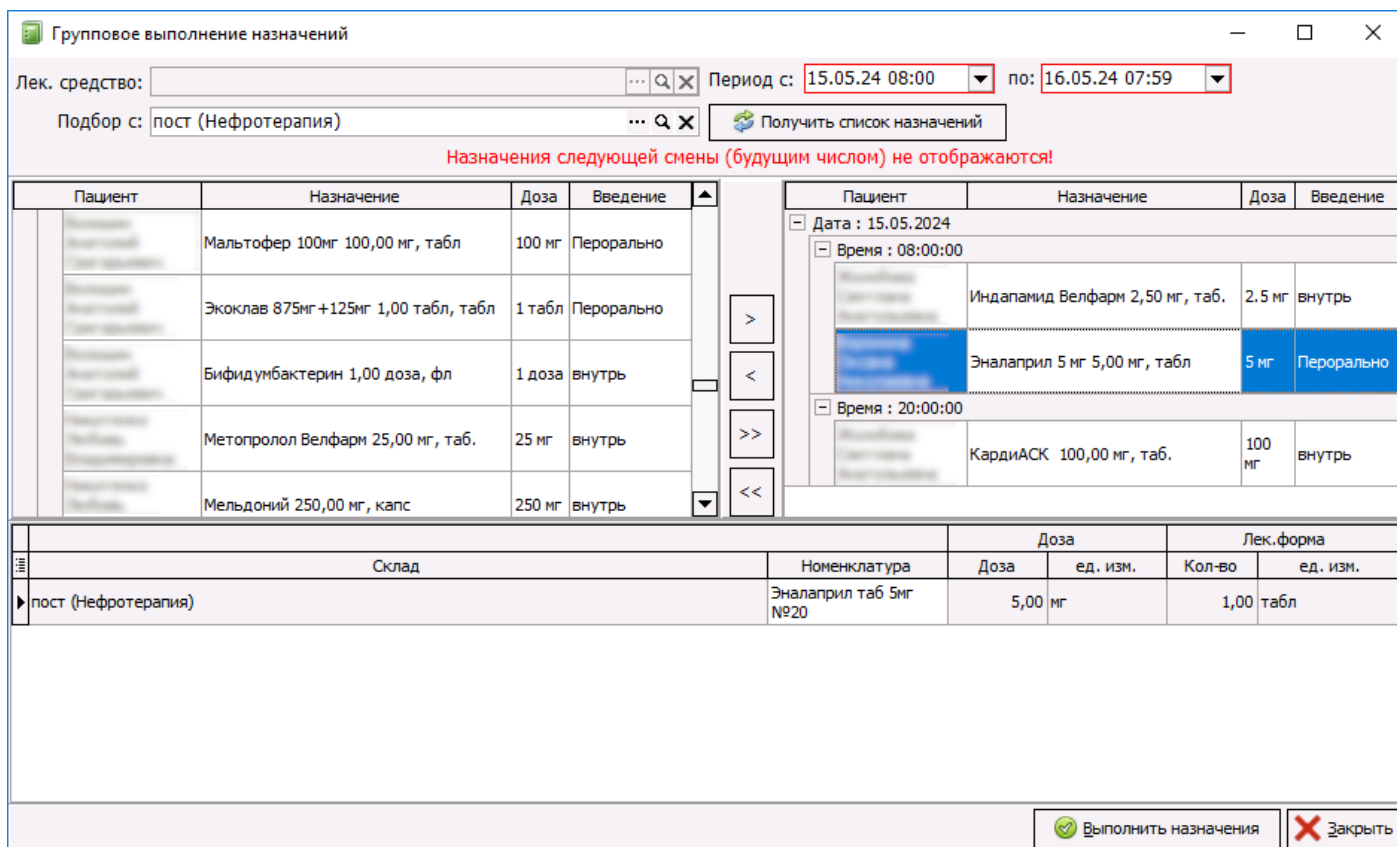 Групповое выполнение назначений
Лек. средство:
Период с: 15.05.24 08:00 по: 16.05.24 07:59
Подбор с: пост (Нефротерапия)
Получить список назначений
Назначения следующей смены (будущим числом) не отображаются!
Пациент Назначение Доза Введение
Мальтофер 100мг 100,00 мг, табл 100 мг Перорально
Экоклав 875мг+125мг 1,00 табл, табл 1 табл Перорально
Бифидумбактерин 1,00 доза, фл 1 доза внутрь
Метопролол Велфарм 25,00 мг, таб. 25 мг внутрь
Мельдоний 250,00 мг, капс 250 мг внутрь
>
<
>>
<<
Пациент Назначение Доза Введение
Дата : 15.05.2024
Время : 08:00:00
Индапамид Велфарм 2,50 мг, таб. 2.5 мг внутрь
Эналаприл 5 мг 5,00 мг, табл 5 мг Перорально
Время : 20:00:00
КардиАСК 100,00 мг, таб. 100 мг внутрь
Доза Лек.форма
Склад Номенклатура Доза ед. изм. Кол-во ед. изм.
пост (Нефротерапия) Эналаприл таб 5мг №20 5,00 мг 1,00 табл
Выполнить назначения Закрыть